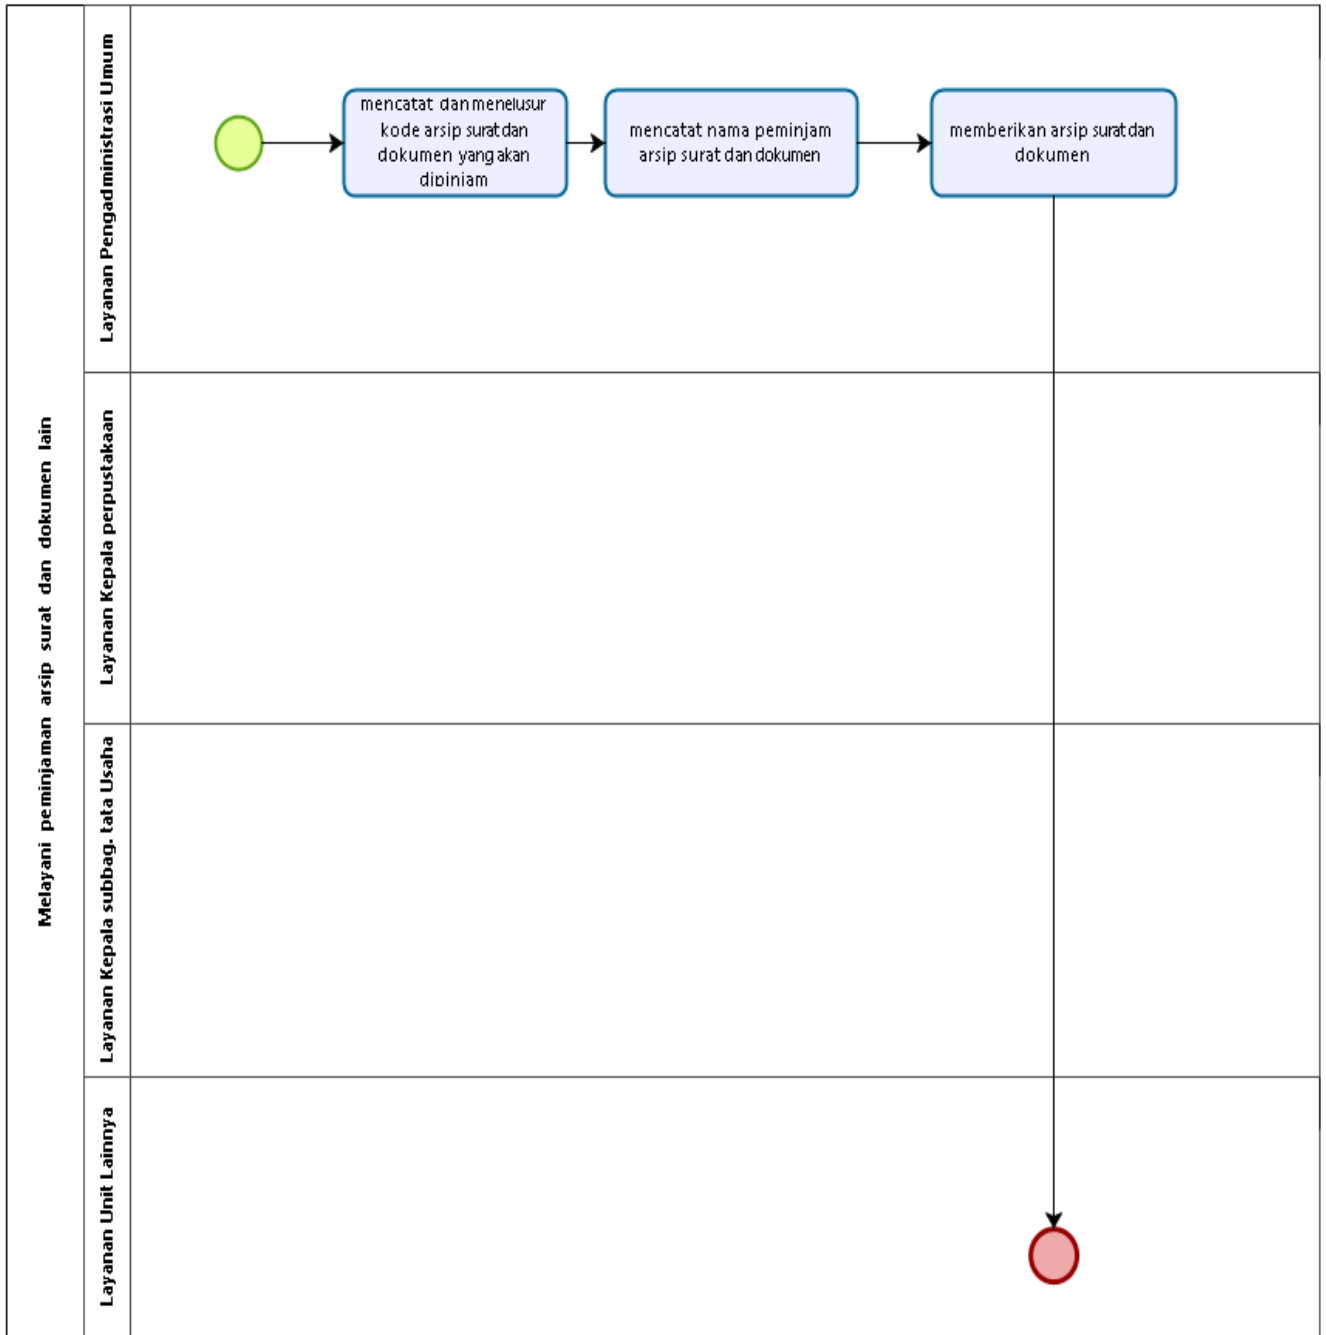 Melayani peminjaman arsip surat dan dokumen lain
Layanan Pengadministrasi Umum
mencatat dan menelusur
kode arsip surat dan
dokumen yang akan
dipinjam
mencatat nama peminjam
arsip surat dan dokumen
memberikan arsip surat dan
dokumen
Layanan Kepala perpustakaan
Layanan Kepala subbag. tata Usaha
Layanan Unit Lainnya